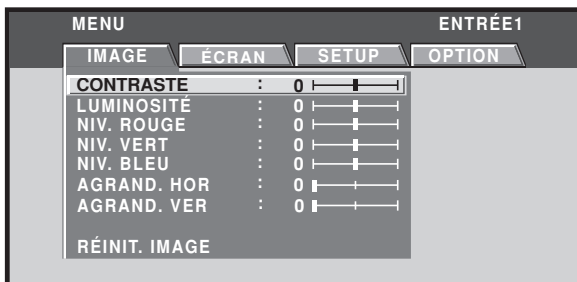 MENU ENTRÉE1
IMAGE ÉCRAN SETUP OPTION
CONTRASTE : 0
LUMINOSITÉ : 0
NIV. ROUGE : 0
NIV. VERT : 0
NIV. BLEU : 0
AGRAND. HOR : 0
AGRAND. VER : 0
RÉINIT. IMAGE